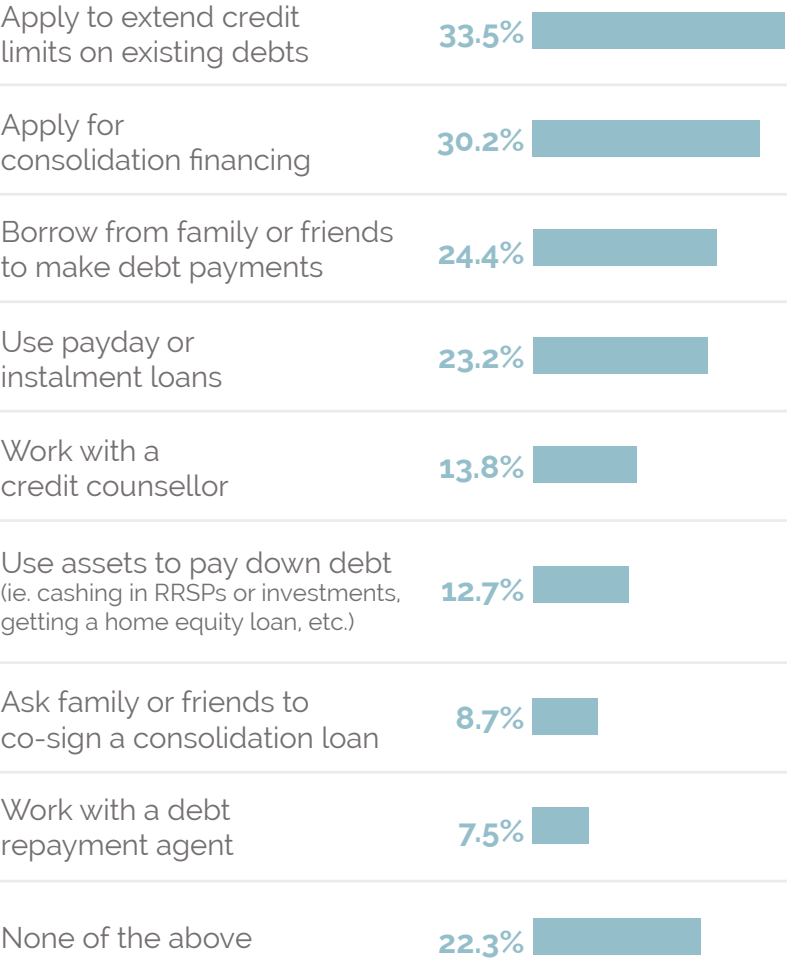 Apply to extend credit
limits on existing debts
33.5%
Apply for
consolidation financing
30.2%
Borrow from family or friends
to make debt payments
24.4%
Use payday or
instalment loans
23.2%
Work with a
credit counsellor
13.8%
Use assets to pay down debt
(ie. cashing in RRSPs or investments,
getting a home equity loan, etc.)
12.7%
Ask family or friends to
co-sign a consolidation loan
8.7%
Work with a debt
repayment agent
7.5%
None of the above
22.3%